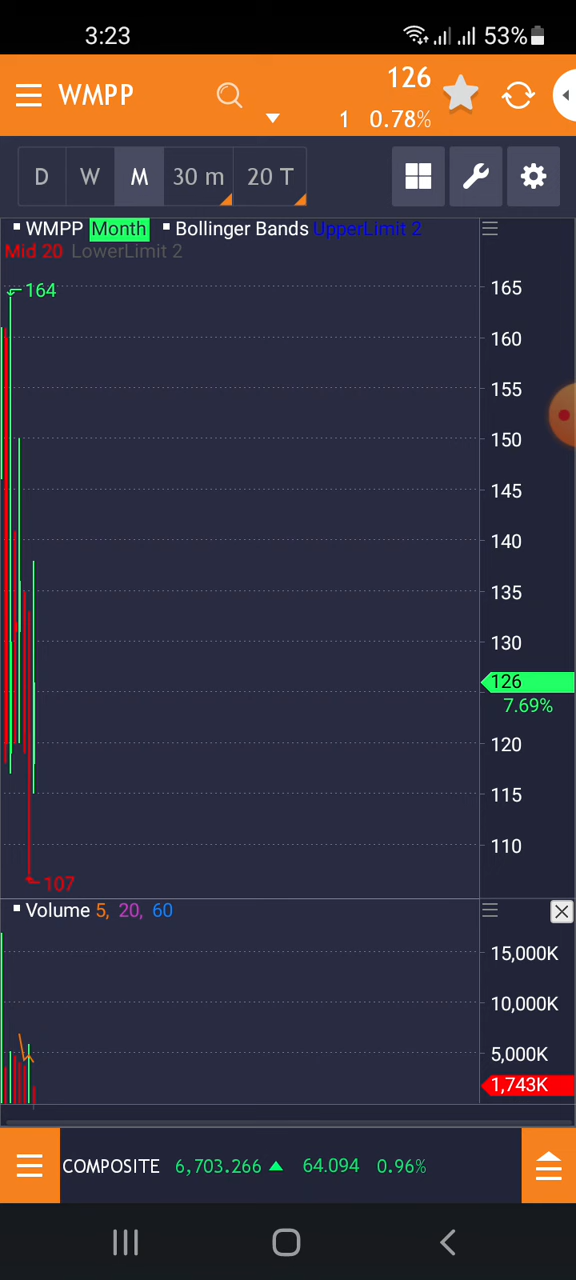 3:23 53%
WMPP 126
1 0.78%
D W M 30 m 20 T
WMPP Month Bollinger Bands UpperLimit 2
Mid 20 LowerLimit 2
164
165
160
155
150
145
140
135
130
126
7.69%
120
115
110
107
Volume 5, 20, 60
15,000K
10,000K
5,000K
1,743K
COMPOSITE 6,703.266 ▲ 64.094 0.96%